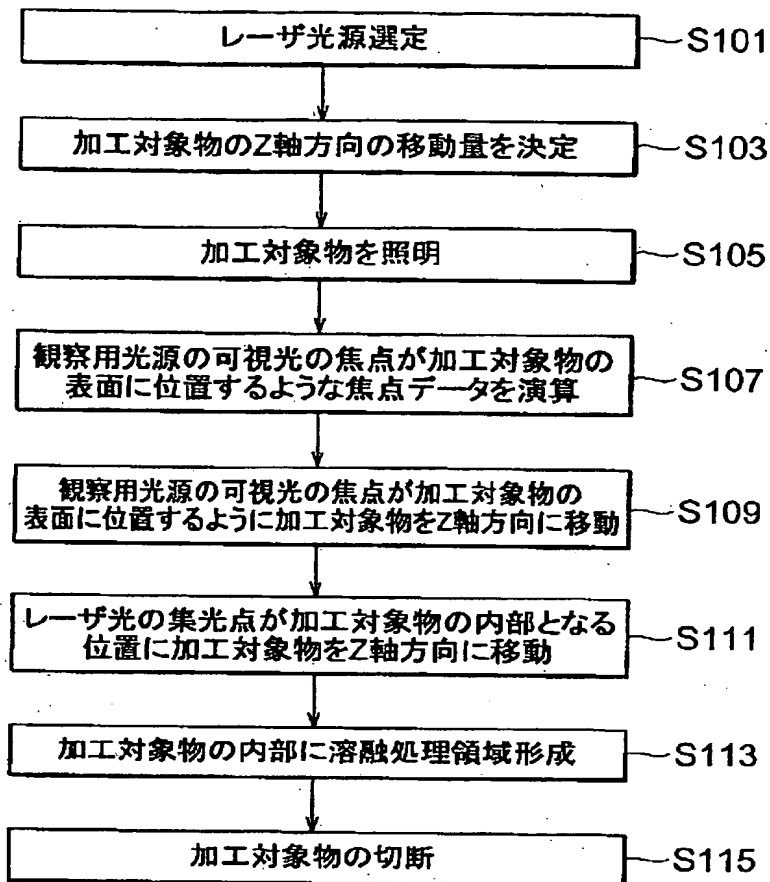 レーザ光源選定
S101
加工対象物のZ軸方向の移動量を決定
S103
加工対象物を照明
S105
観察用光源の可視光の焦点が加工対象物の
表面に位置するような焦点データを演算
S107
観察用光源の可視光の焦点が加工対象物の
表面に位置するように加工対象物をZ軸方向に移動
S109
レーザ光の集光点が加工対象物の内部となる
位置に加工対象物をZ軸方向に移動
S111
加工対象物の内部に溶融処理領域形成
S113
加工対象物の切断
S115